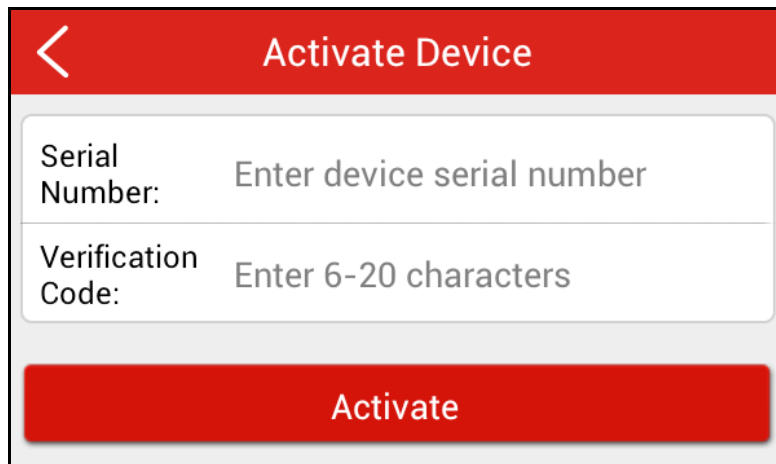 Activate Device
Serial
Number:
Enter device serial number
Verification
Code:
Enter 6-20 characters
Activate